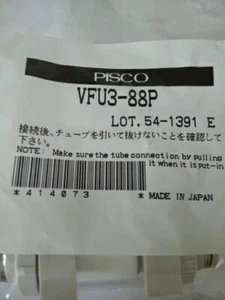 PISCO
VFU3-88P
LOT. 54-1391 E
接続後、チューブを引いて抜けないことを確認して
下さい。
NOTE: Make sure the tube connection by pulling
it when it is put-in
*414073*
MADE IN JAPAN